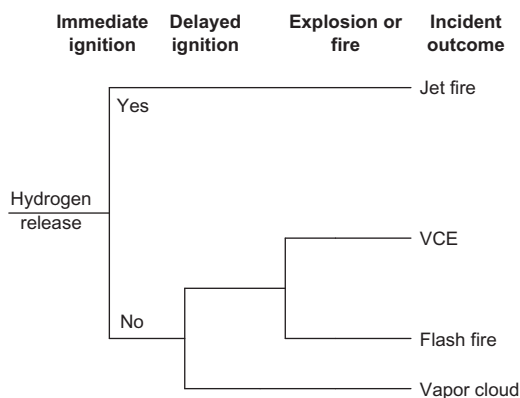 Immediate
ignition
Delayed
ignition
Explosion or
fire
Incident
outcome
Jet fire
Yes
Hydrogen
release
VCE
No
Flash fire
Vapor cloud